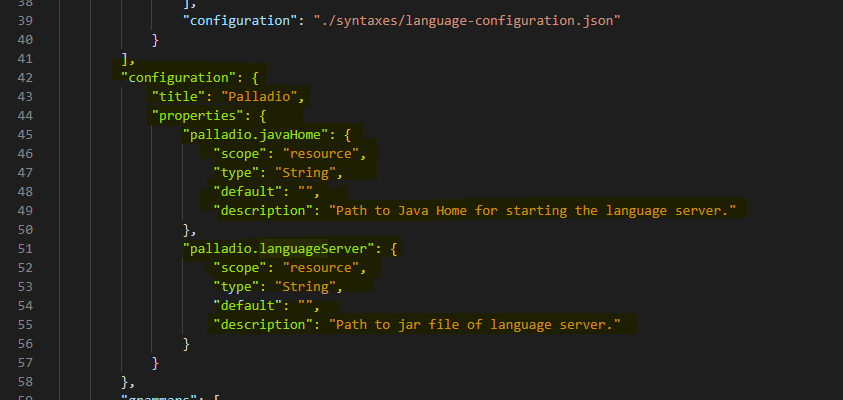 38 ],
39 "configuration": "./syntaxes/language-configuration.json"
40 }
41 ],
42 "configuration": {
43 "title": "Palladio",
44 "properties": {
45 "palladio.javaHome": {
46 "scope": "resource",
47 "type": "String",
48 "default": "",
49 "description": "Path to Java Home for starting the language server."
50 },
51 "palladio.languageServer": {
52 "scope": "resource",
53 "type": "String",
54 "default": "",
55 "description": "Path to jar file of language server."
56 }
57 }
58 },
59 "grammars": [